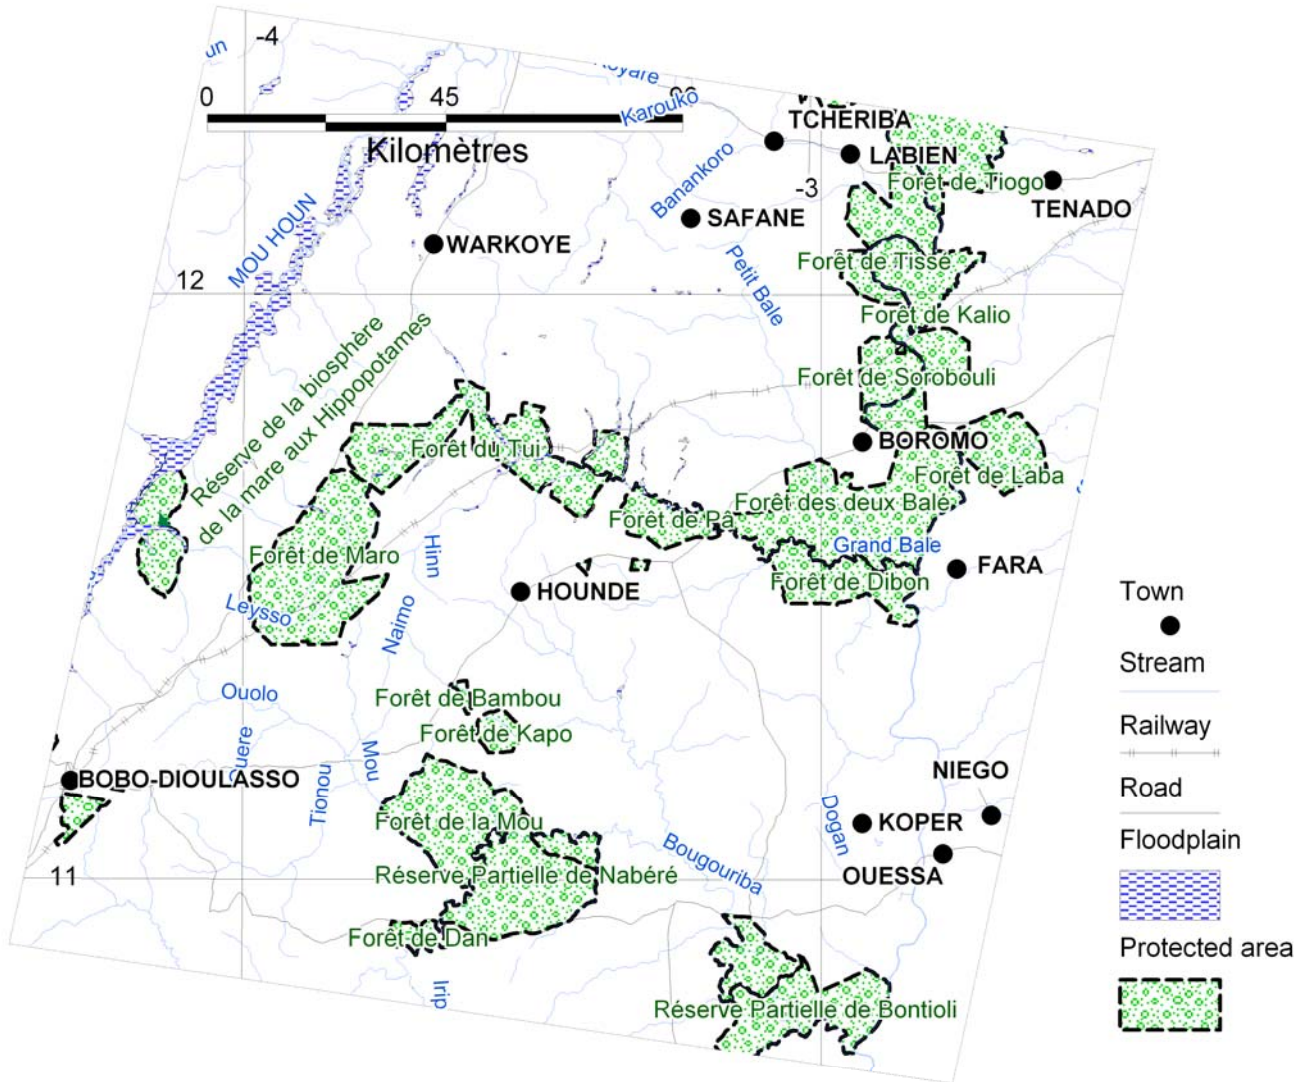 -4
0
45
Karouko
Kilomètres
TCHERIBA
LABIEN
Banankoro
-3
Forêt de Tiogo
TENADO
SAFANE
MOU HOUN
WARKOYE
Petit Bale
Forêt de Tissé
12
Forêt de Kalio
Réserve de la biosphère
de la mare aux Hippopotames
Forêt de Sorobouli
Forêt du Tui
BOROMO
Forêt de Laba
Forêt des deux Balé
Forêt de Pâ
Grand Bale
Forêt de Maro
Hinn
FARA
Forêt de Dibon
HOUNDE
Leysso
Naimo
Town
Stream
Ouolo
Forêt de Bambou
Forêt de Kapo
Railway
Mou
BOBO-DIOULASSO
Tionou
NIEGO
Road
Forêt de la Mou
Dogan
KOPER
Floodplain
Bougouriba
11
Réserve Partielle de Nabéré
OUESSA
Forêt de Dan
Protected area
Irip
Réserve Partielle de Bontioli